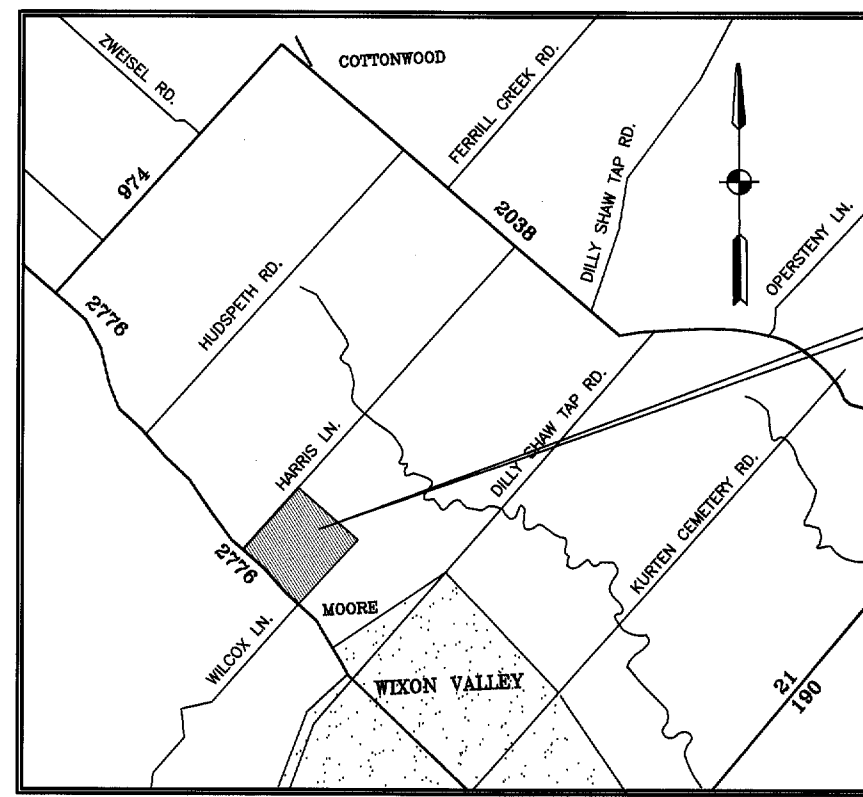 ZWEISEL RD.
COTTONWOOD
FERRILL CREEK RD.
DILLY SHAW TAP RD.
974
2038
OPERSTENY LN.
2776
HUDSPETH RD.
HARRIS LN.
DILLY SHAW TAP RD.
KURTEN CEMETERY RD.
2776
MOORE
WILCOX LN.
WIXON VALLEY
21
190